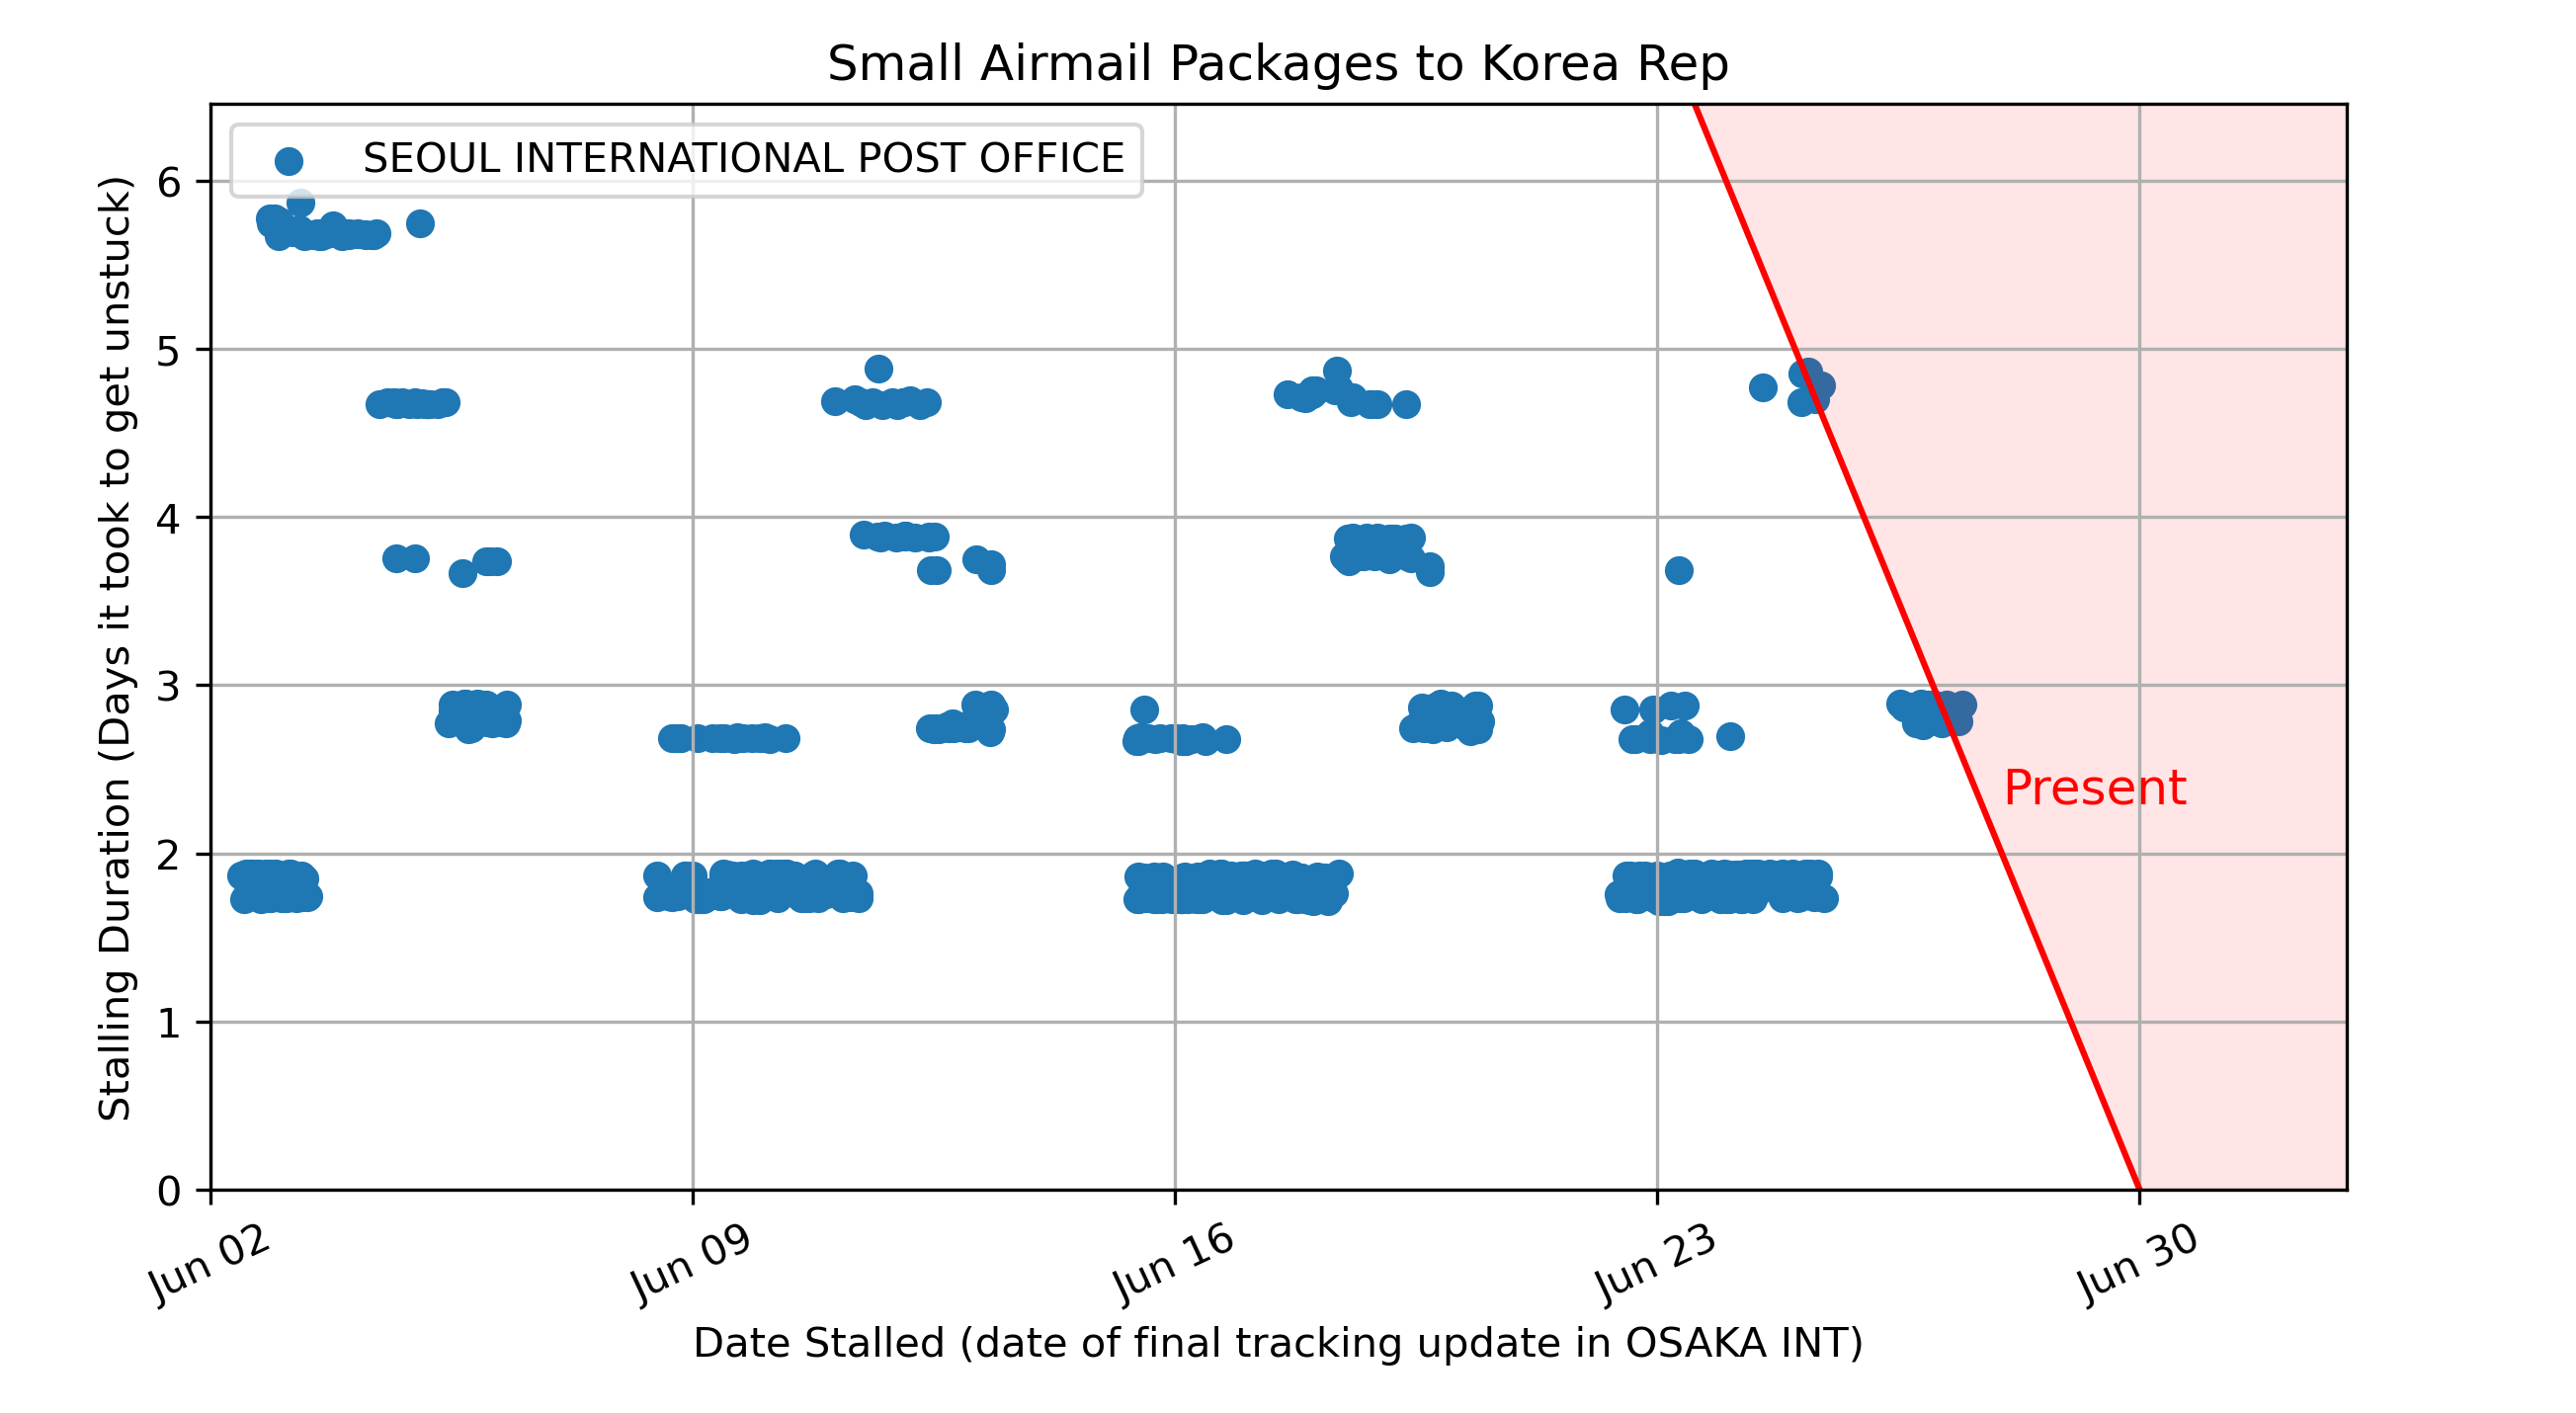 Small Airmail Packages to Korea Rep
SEOUL INTERNATIONAL POST OFFICE
Stalling Duration (Days it took to get unstuck)
6
5
4
3
2
1
0
Present
Jun 02
Jun 09
Jun 16
Jun 23
Jun 30
Date Stalled (date of final tracking update in OSAKA INT)